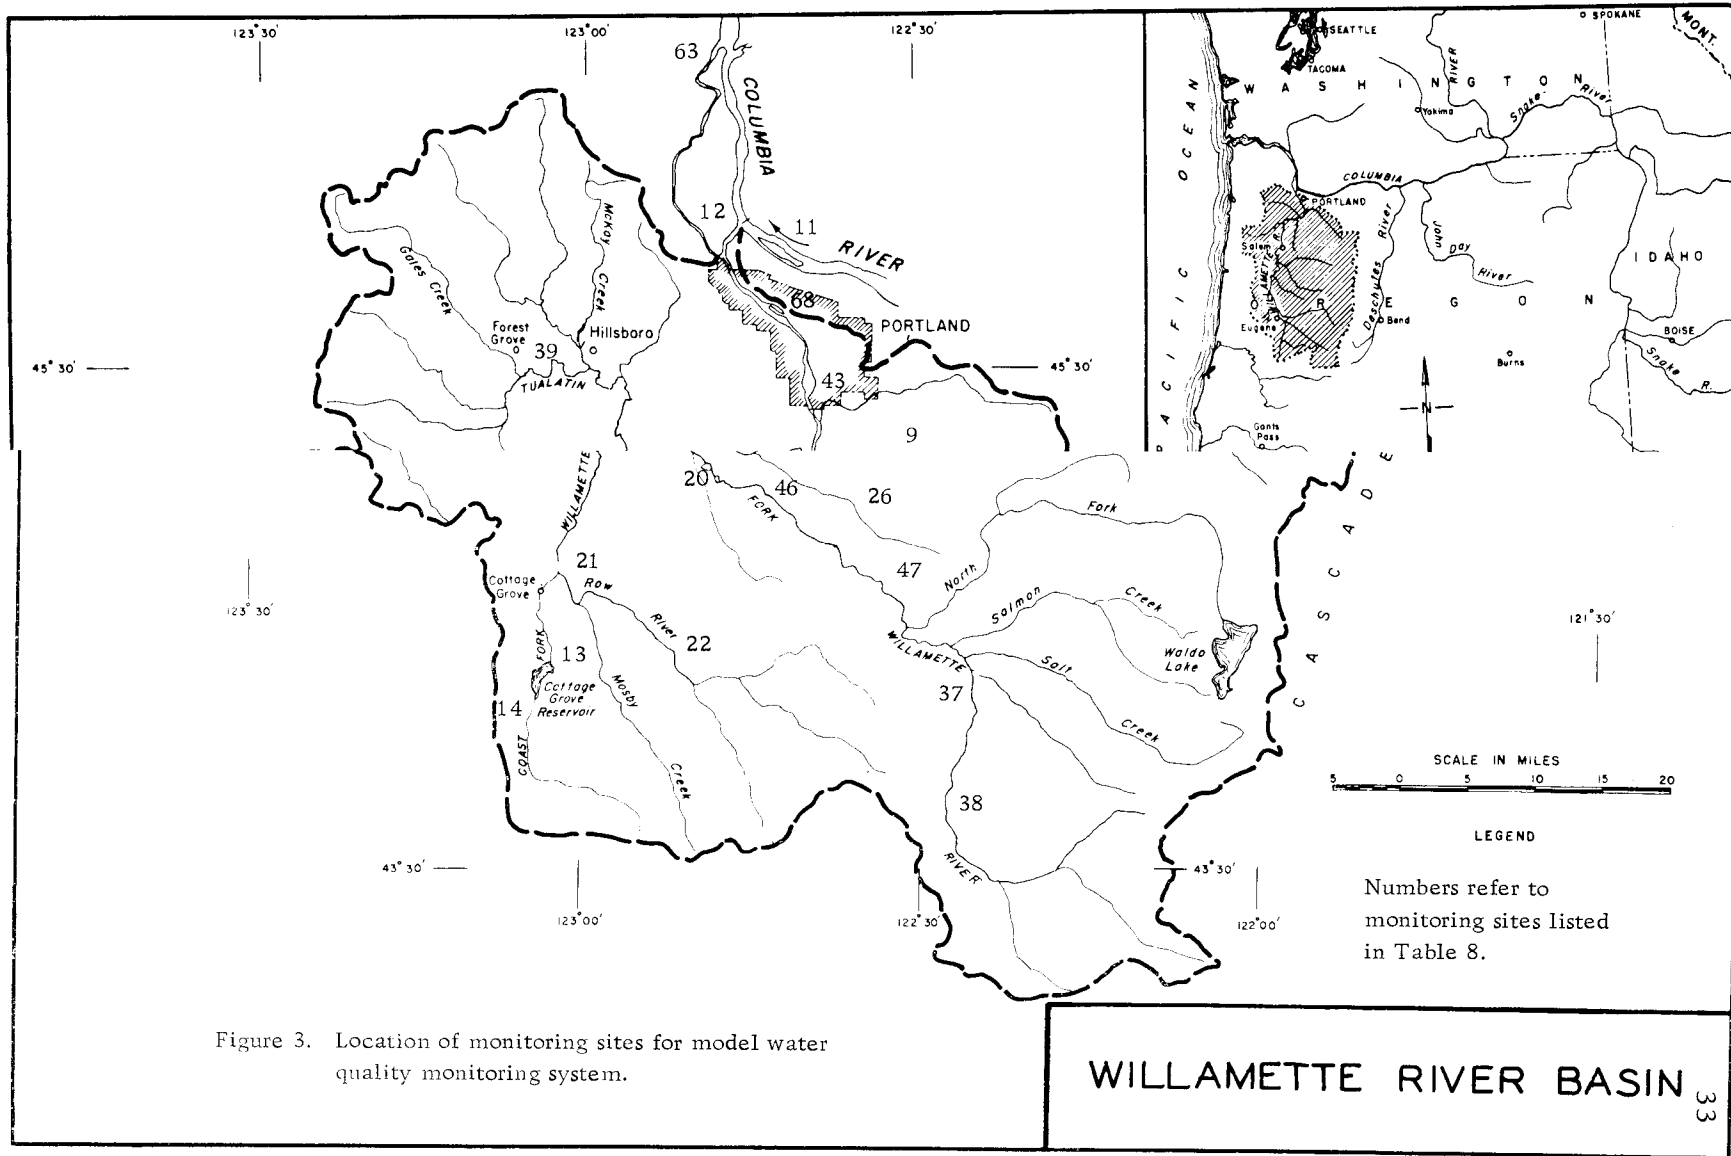 123° 30'
123° 00'
122° 30'
63
COLUMBIA
RIVER
12
11
68
PORTLAND
43
9
45° 30'
45° 30'
Gales Creek
McKay Creek
Forest Grove
39
Hillsboro
TUALATIN
SPOKANE
MONT.
SEATTLE
TACOMA
WASHINGTON
RIVER
Yakima
Snake River
PACIFIC OCEAN
COLUMBIA
PORTLAND
Salem
WILLAMETTE R.
Eugene
Deschutes River
John Day River
REGON
Bend
Burns
IDAHO
BOISE
Snake R.
Gants Pass
N
WILLAMETTE
20
46
26
FORK
47
North
Fork
21
Cottage Grove
Row River
FORK
13
22
Mosby Creek
Cottage Grove Reservoir
14
COAST
WILLAMETTE
Salmon Creek
Salt Creek
Waldo Lake
37
38
RIVER
CASCADE
123° 30'
121° 30'
43° 30'
43° 30'
123° 00'
122° 30'
122° 00'
SCALE IN MILES
5 0 5 10 15 20
LEGEND
Numbers refer to
monitoring sites listed
in Table 8.
Figure 3. Location of monitoring sites for model water
quality monitoring system.
WILLAMETTE RIVER BASIN
33